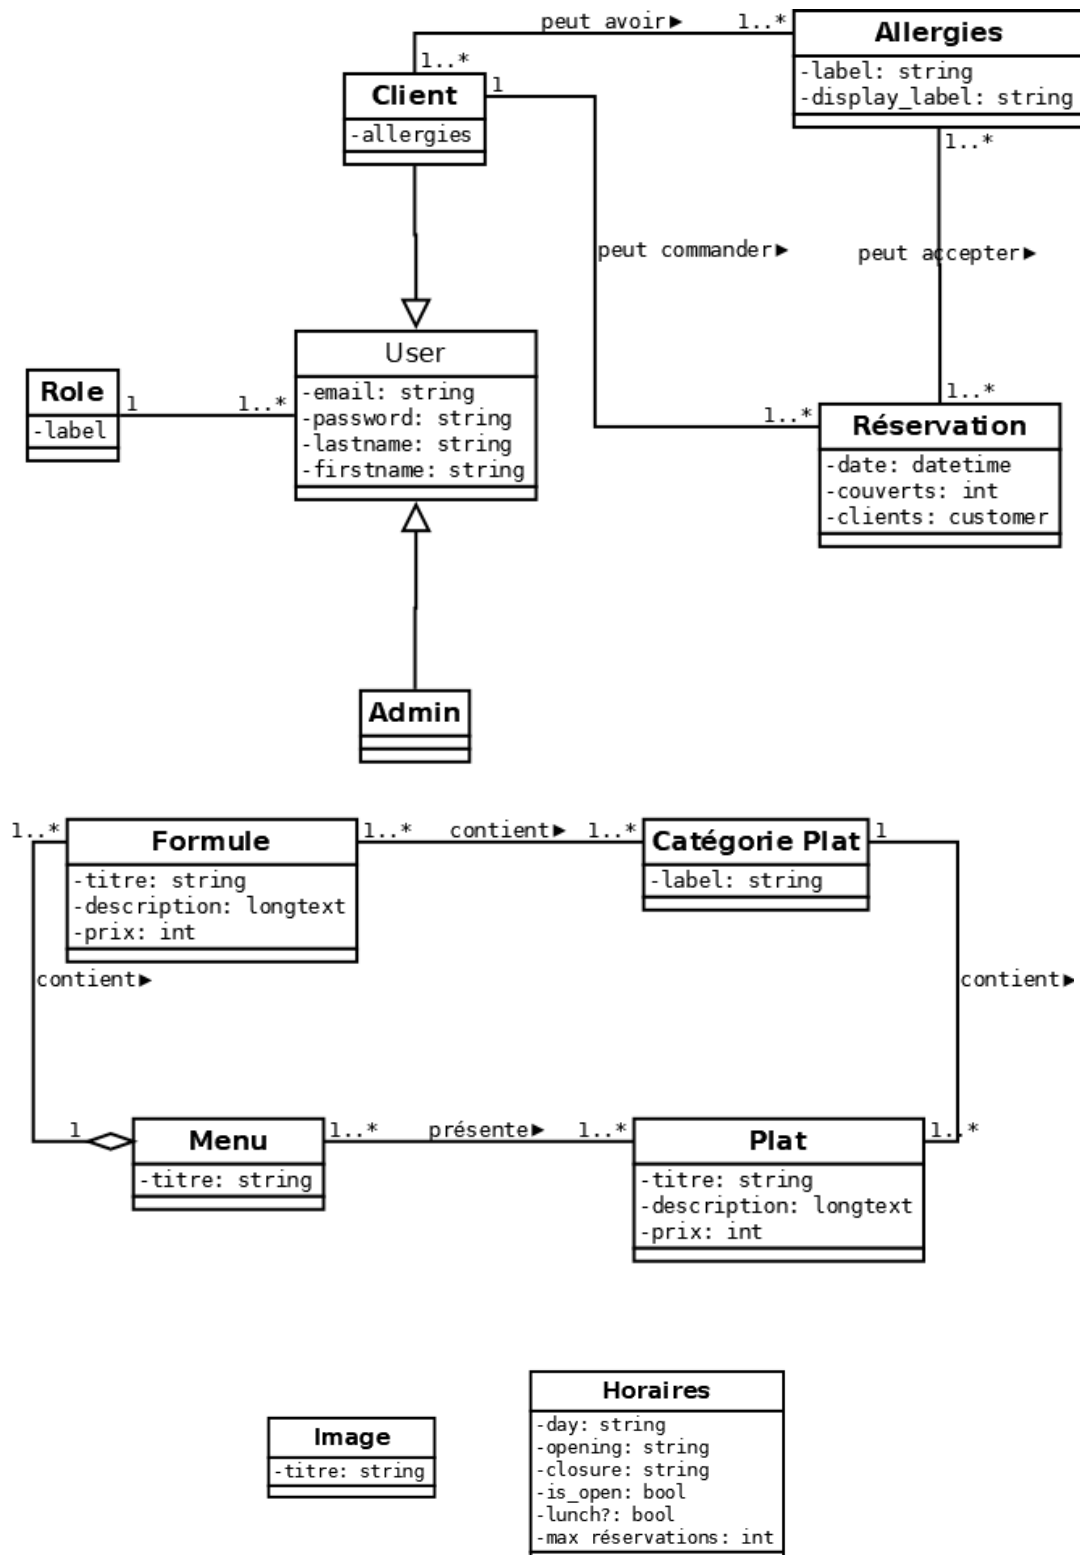 peut avoir▶
1..*
Allergies
-label: string
-display_label: string
1..*
1..*
Client
-allergies
1
peut commander▶
peut accepter▶
User
-email: string
-password: string
-lastname: string
-firstname: string
Role
-label
1
1..*
1..*
1..*
Réservation
-date: datetime
-couverts: int
-clients: customer
Admin
1..*
Formule
-titre: string
-description: longtext
-prix: int
1..*
contient▶
1..*
Catégorie Plat
-label: string
1
contient▶
contient▶
1
Menu
-titre: string
1..*
présente▶
1..*
Plat
-titre: string
-description: longtext
-prix: int
1..*
Image
-titre: string
Horaires
-day: string
-opening: string
-closure: string
-is_open: bool
-lunch?: bool
-max réservations: int